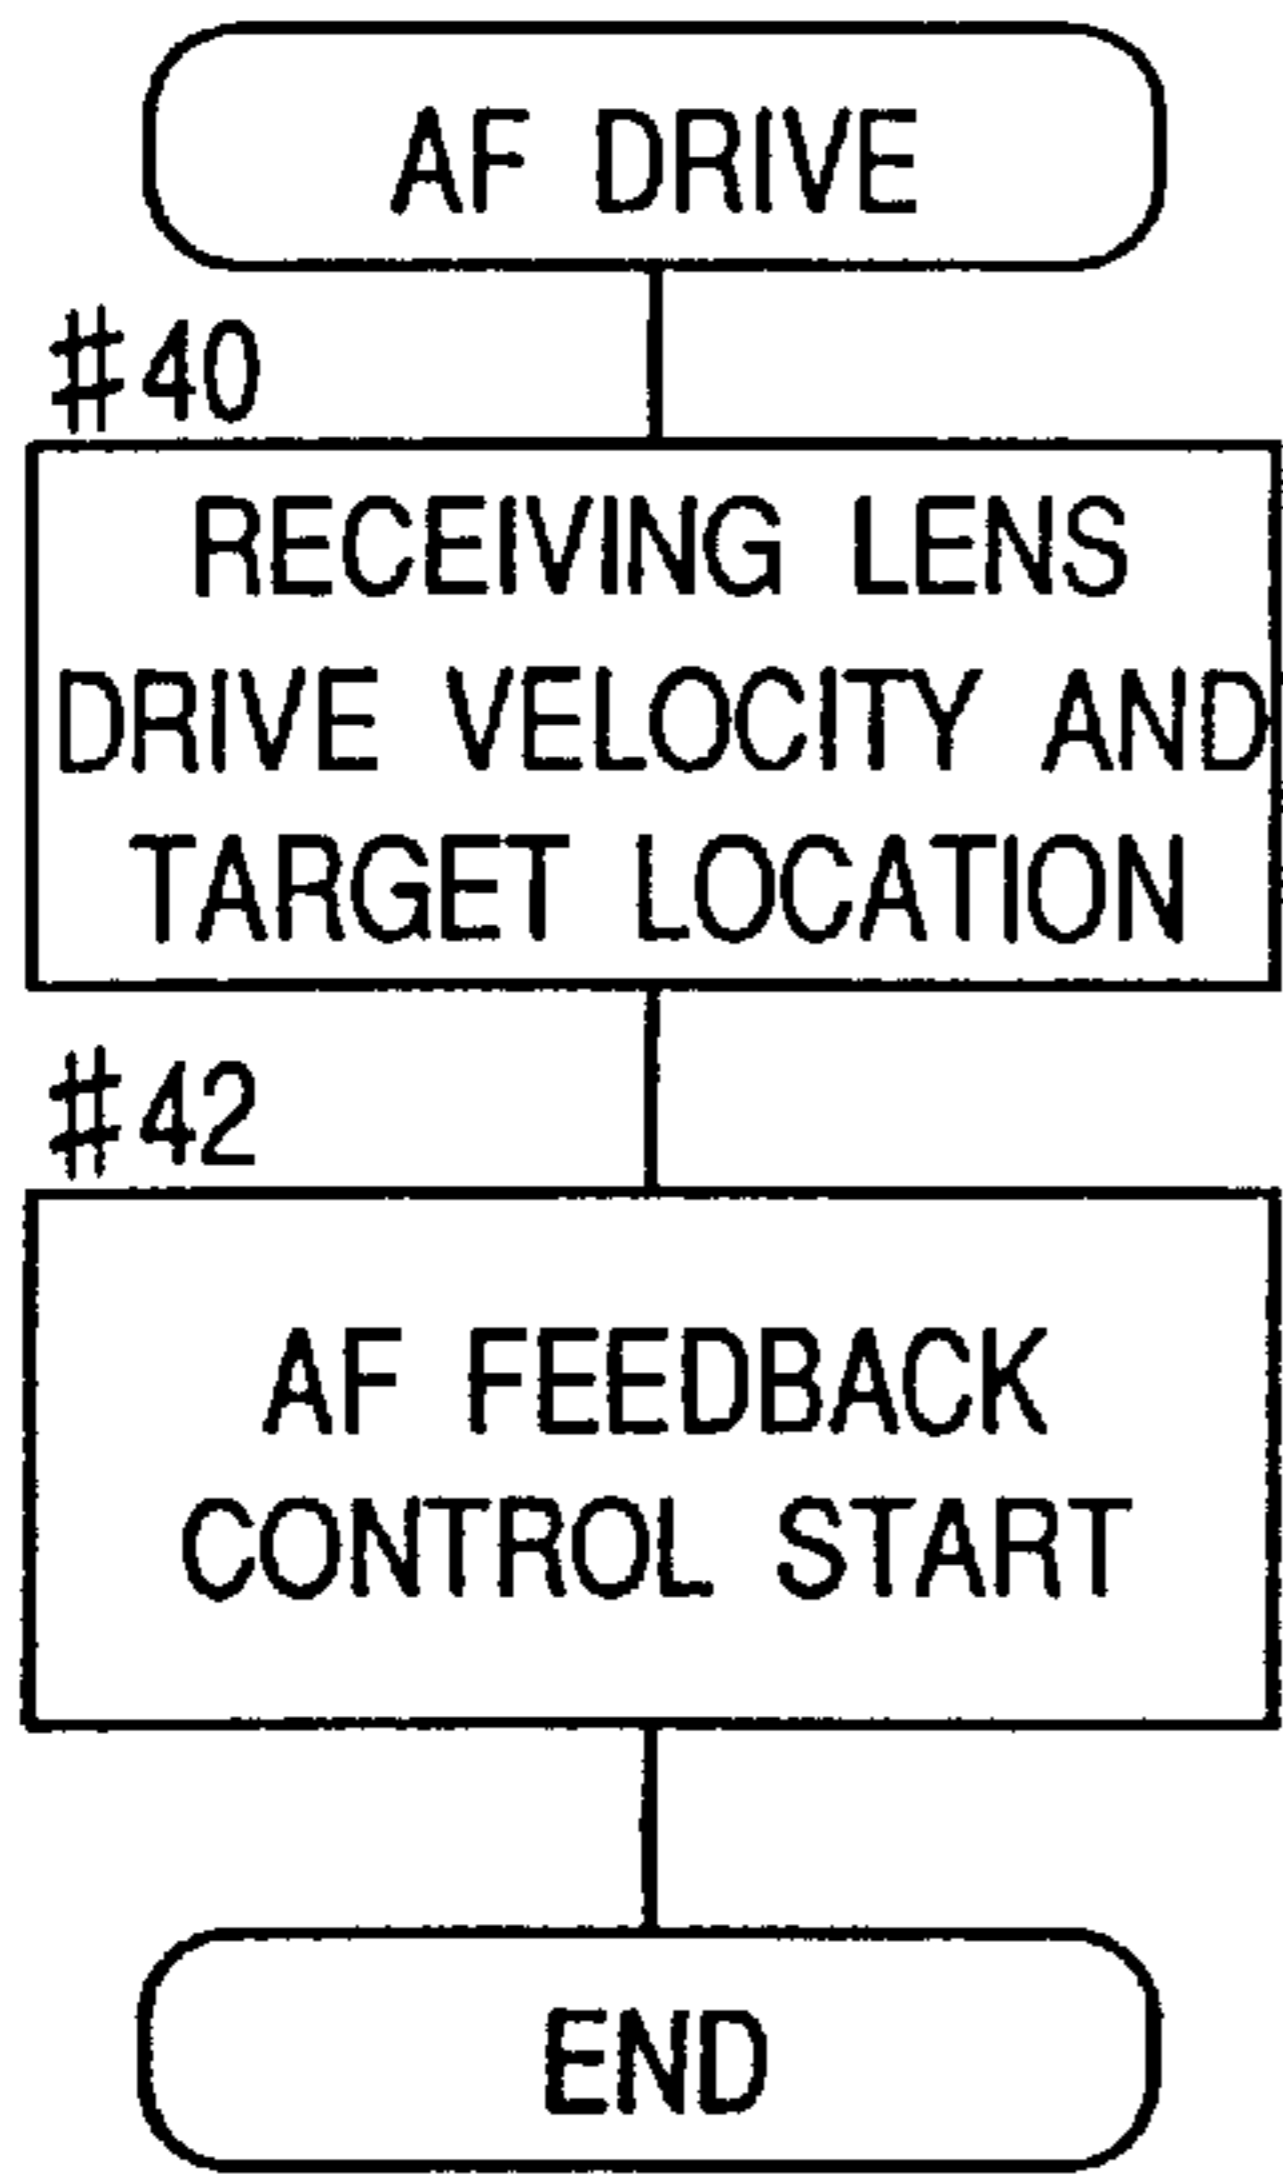 AF DRIVE
#40
RECEIVING LENS
DRIVE VELOCITY AND
TARGET LOCATION
#42
AF FEEDBACK
CONTROL START
END